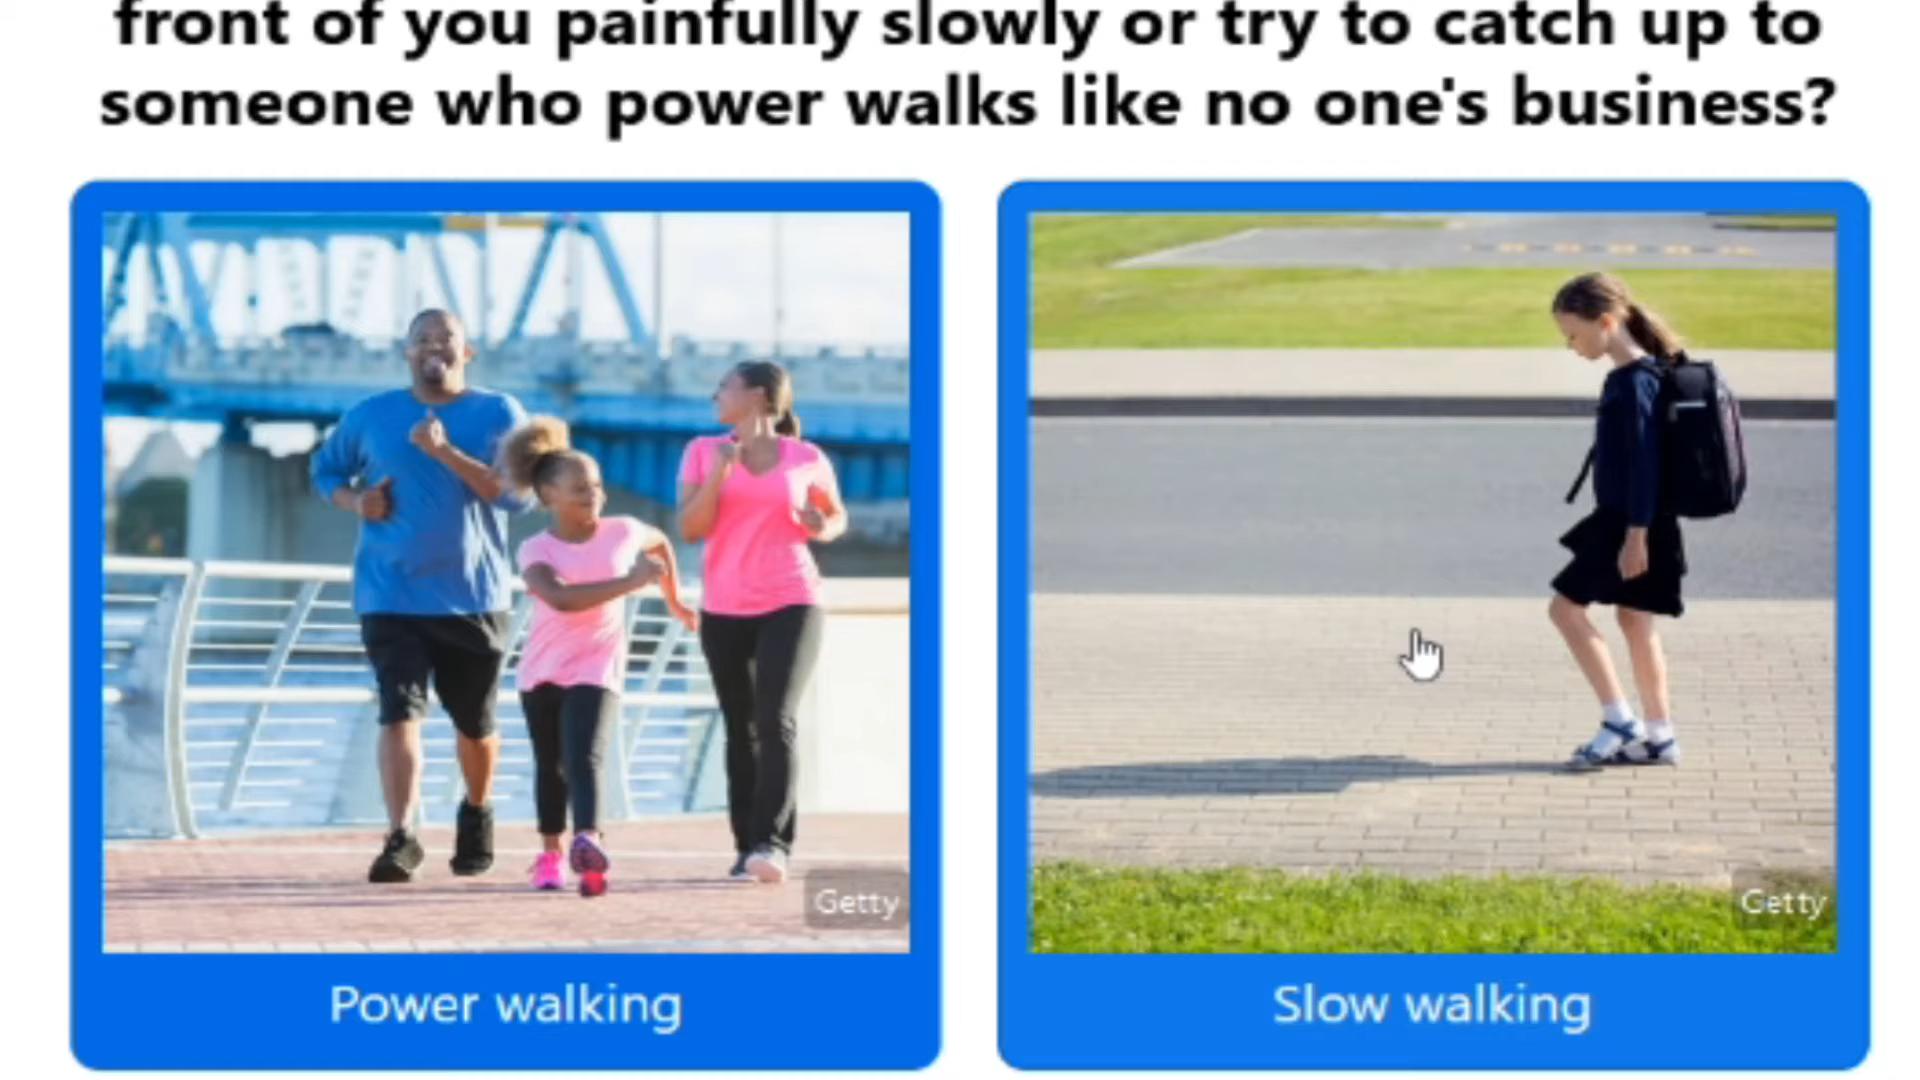 front of you painfully slowly or try to catch up to
someone who power walks like no one's business?
Getty
Getty
Power walking
Slow walking